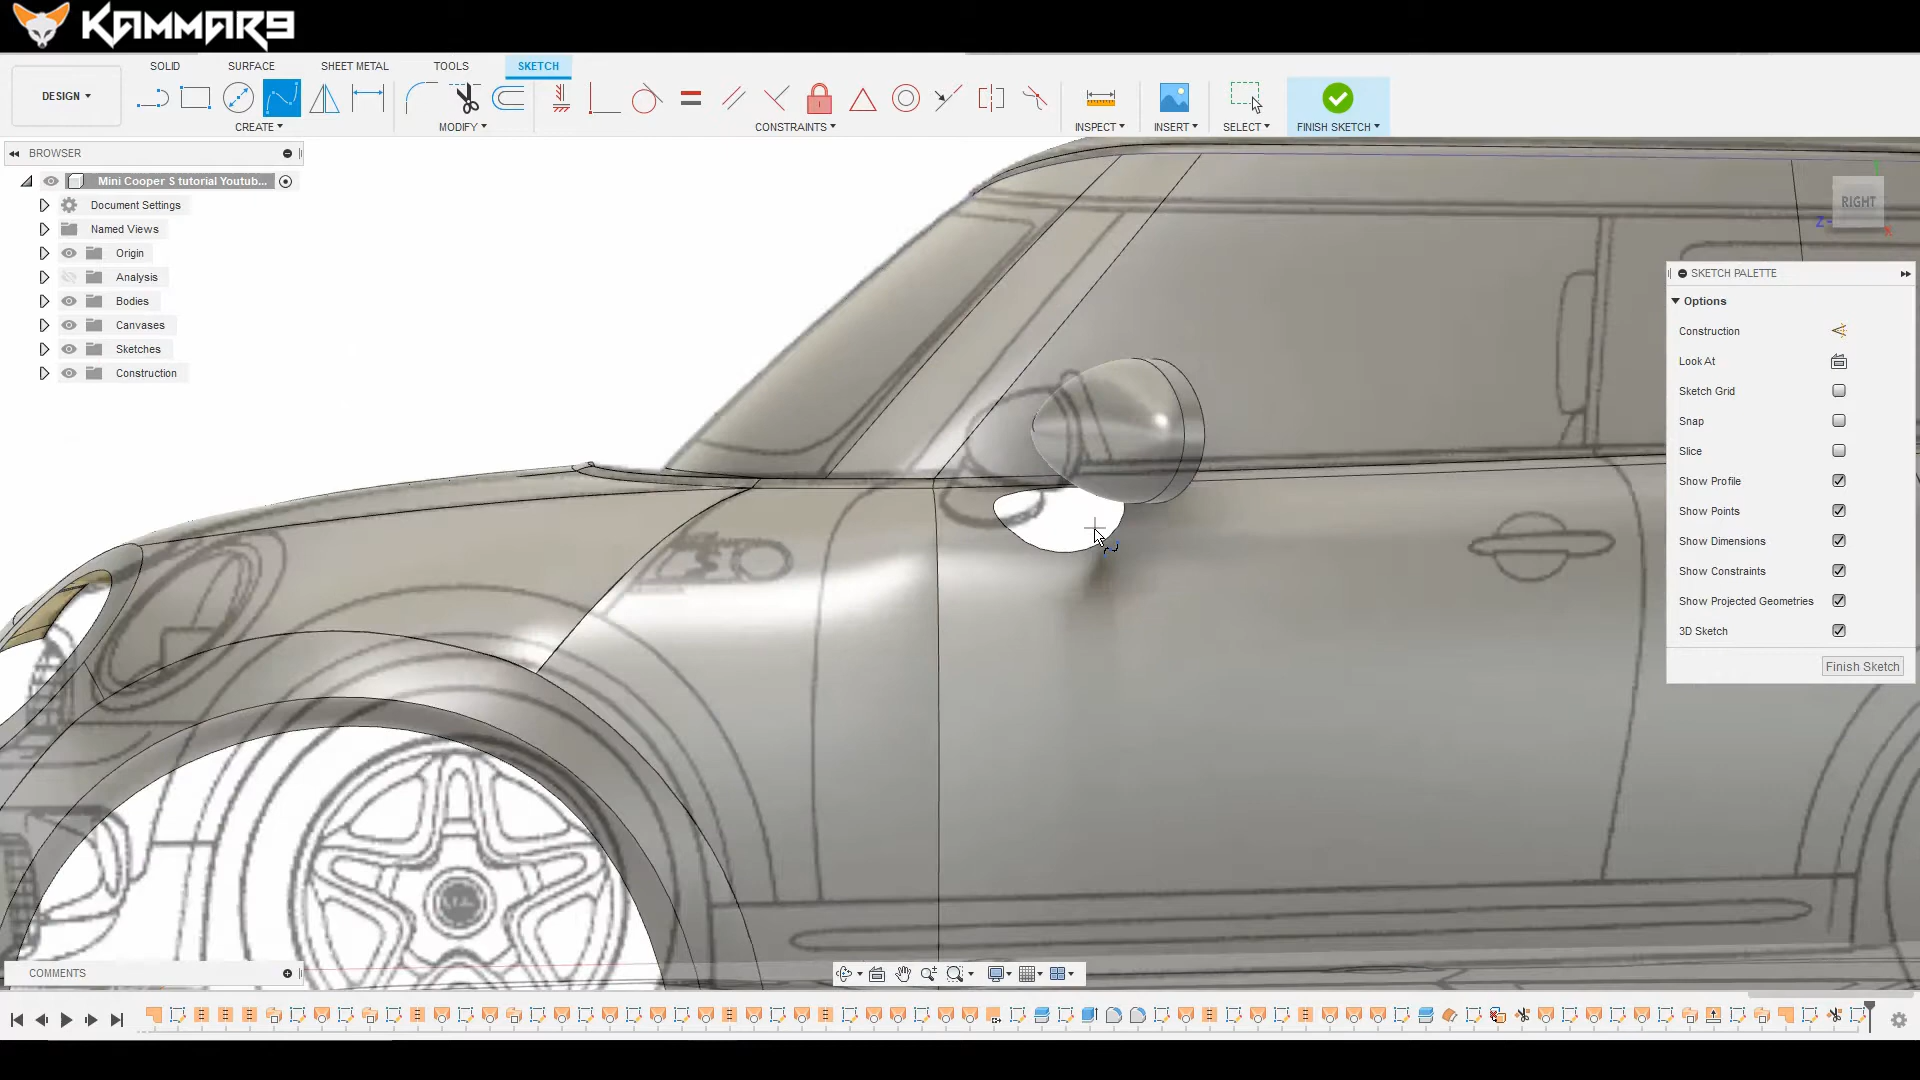 KAMMAR9
SOLID SURFACE SHEET METAL TOOLS SKETCH
DESIGN
CREATE MODIFY CONSTRAINTS INSPECT INSERT SELECT FINISH SKETCH
BROWSER
Mini Cooper S tutorial Youtub...
Document Settings
Named Views
Origin
Analysis
Bodies
Canvases
Sketches
Construction
RIGHT
Z
SKETCH PALETTE
Options
Construction
Look At
Sketch Grid
Snap
Slice
Show Profile
Show Points
Show Dimensions
Show Constraints
Show Projected Geometries
3D Sketch
Finish Sketch
COMMENTS